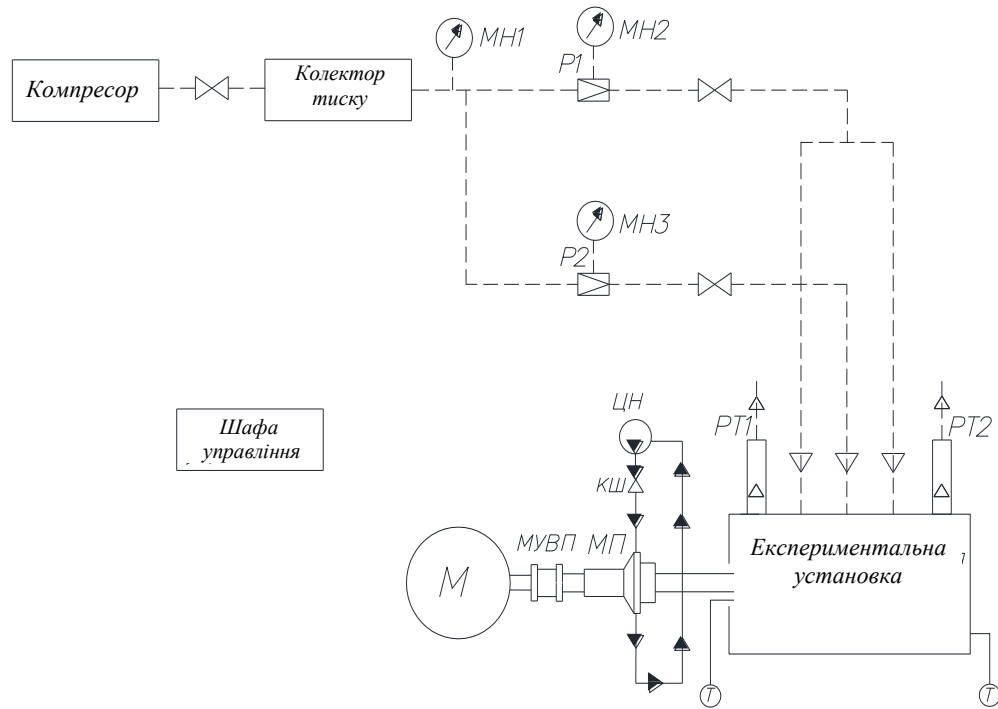 МН1
МН2
Р1
Компресор
Колектор
тиску
МН3
Р2
ЦН
РТ1
РТ2
Шафа
управління
КШ
МУВП
МП
Експериментальна
установка
М
Т
Т